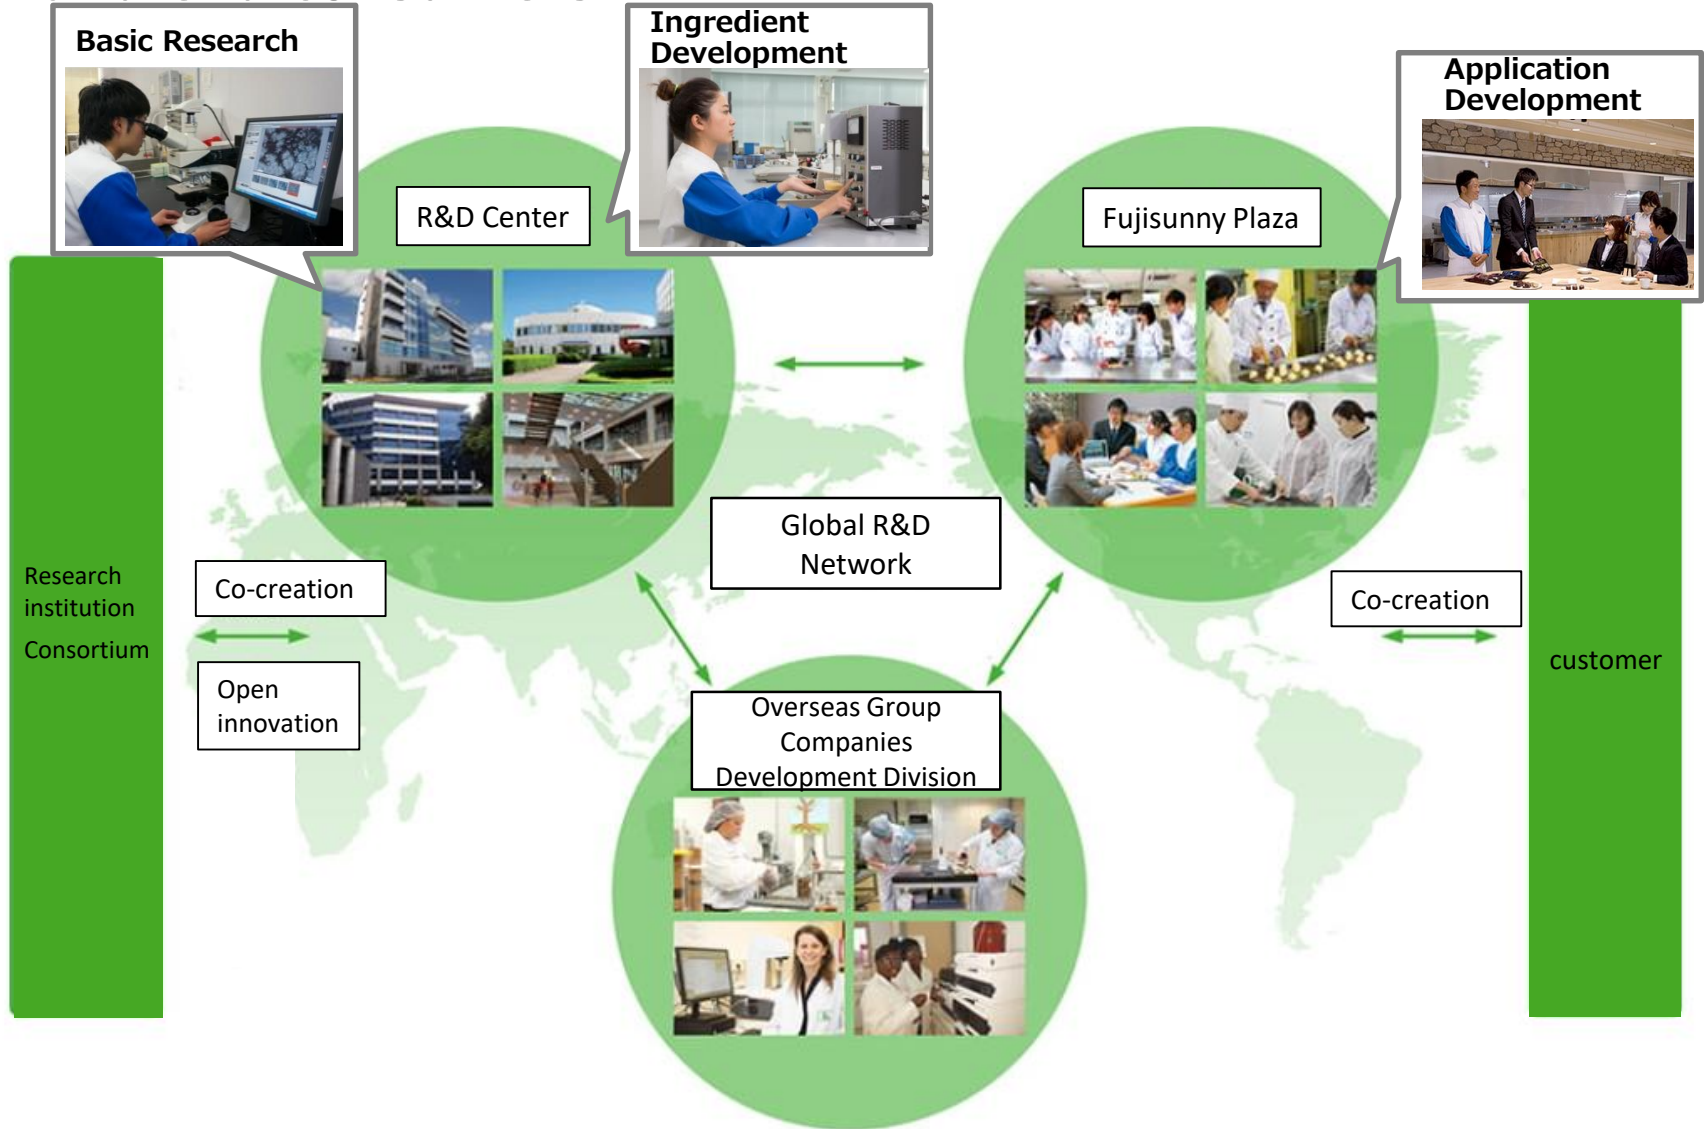 Basic Research
Ingredient
Development
Application
Development
R&D Center
Fujisunny Plaza
Global R&D
Network
Research
institution
Consortium
Co-creation
Open
innovation
Co-creation
customer
Overseas Group
Companies
Development Division